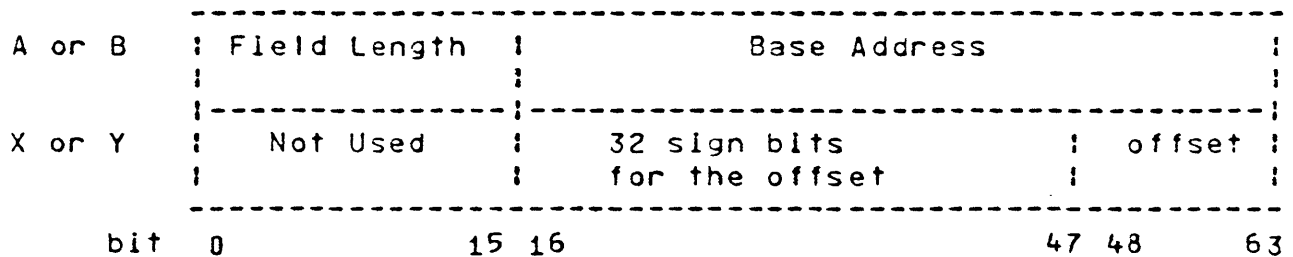 A or B Field Length Base Address
X or Y Not Used 32 sign bits offset
for the offset
bit 0 15 16 47 48 63